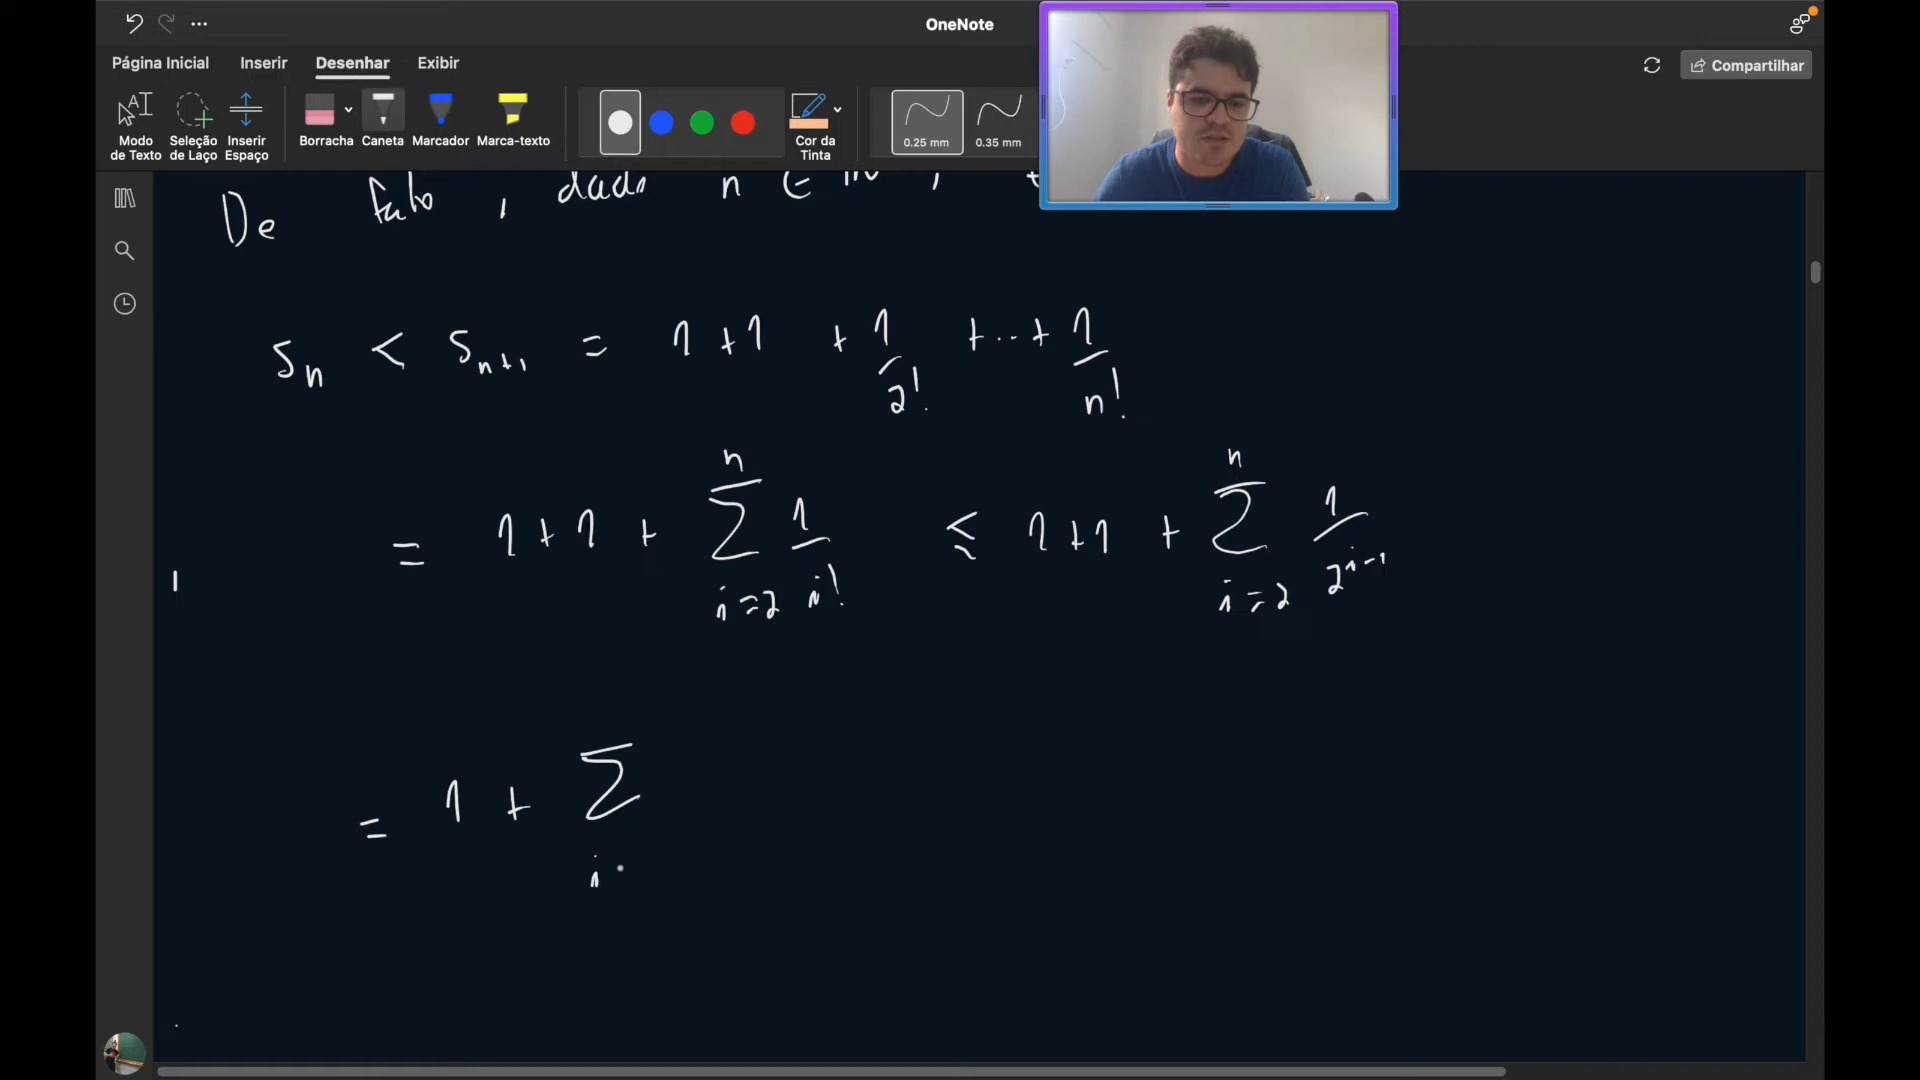 OneNote
Página Inicial Inserir Desenhar Exibir
Compartilhar
Modo de Texto Seleção de Laço Inserir Espaço Borracha Caneta Marcador Marca-texto Cor da Tinta 0.25 mm 0.35 mm
De fato, dado n ∈ ,
S_n < S_{n+1} = 1 + 1 + 1/2! + ... + 1/n!
= 1 + 1 + ∑_{i=2}^{n} 1/i! ≤ 1 + 1 + ∑_{i=2}^{n} 1/2^{i-1}
= 1 + ∑_{i